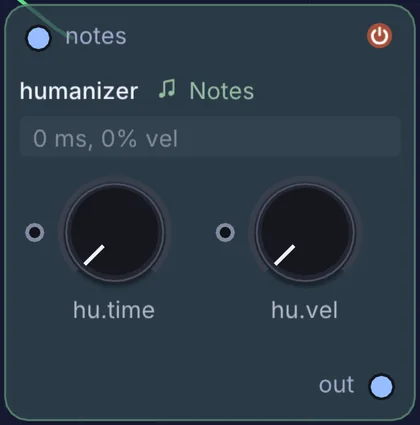 notes
humanizer Notes
0 ms, 0% vel
hu.time hu.vel
out